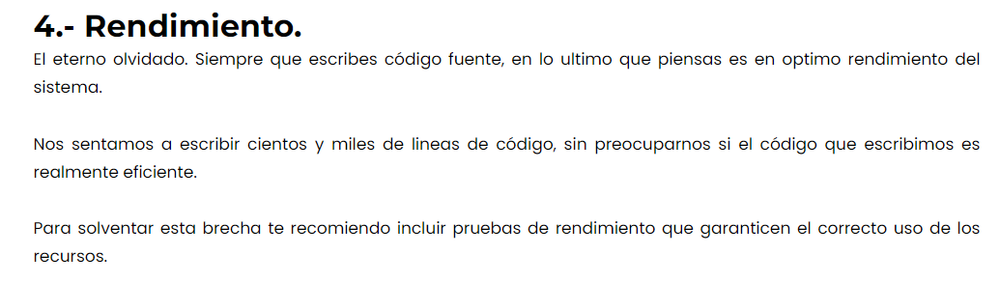 4.- Rendimiento.
El eterno olvidado. Siempre que escribes código fuente, en lo ultimo que piensas es en optimo rendimiento del
sistema.
Nos sentamos a escribir cientos y miles de lineas de código, sin preocuparnos si el código que escribimos es
realmente eficiente.
Para solventar esta brecha te recomiendo incluir pruebas de rendimiento que garanticen el correcto uso de los
recursos.